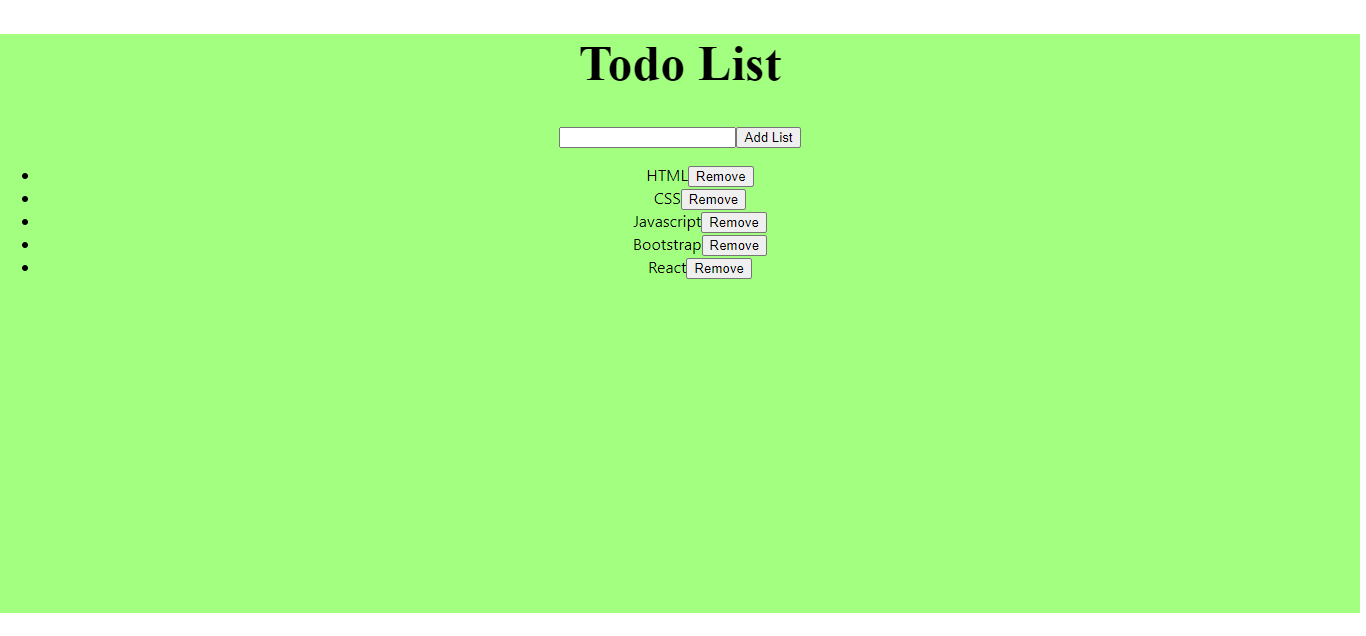 Todo List
Add List
HTML Remove
CSS Remove
Javascript Remove
Bootstrap Remove
React Remove